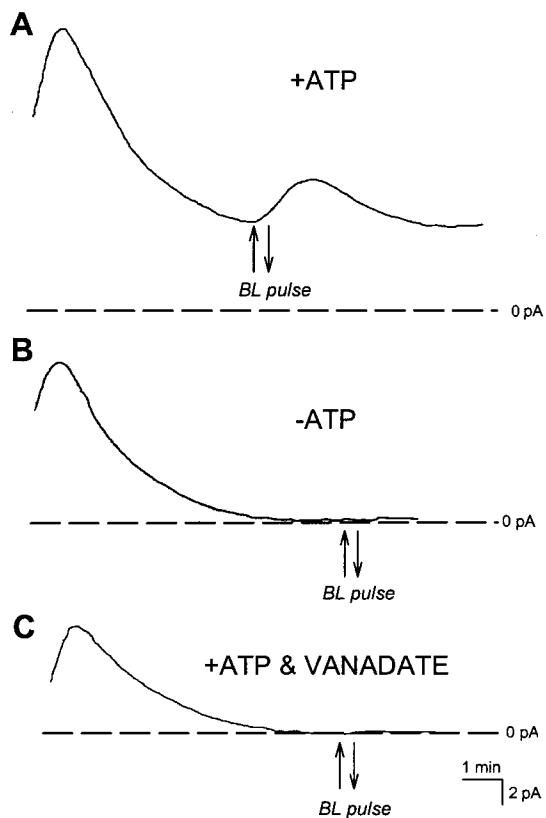 A
+ATP
BL pulse
0 pA
B
-ATP
0 pA
BL pulse
C
+ATP & VANADATE
0 pA
1 min
2 pA
BL pulse